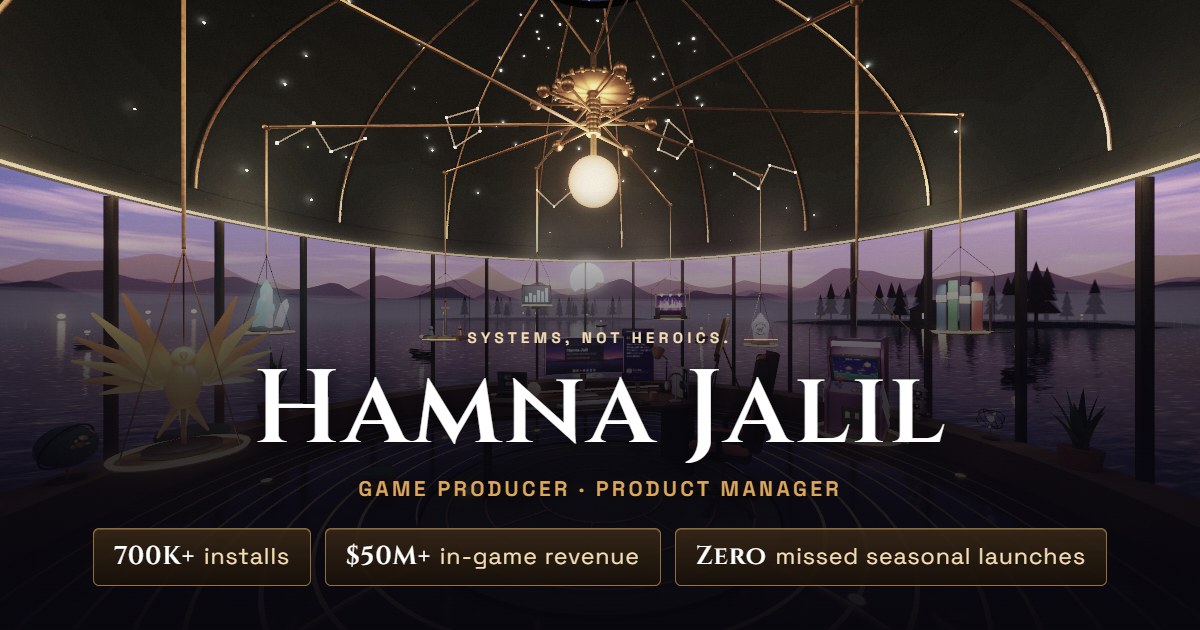 SYSTEMS, NOT HEROICS.
HAMNA JALIL
GAME PRODUCER · PRODUCT MANAGER
700K+ installs
$50M+ in-game revenue
ZERO missed seasonal launches